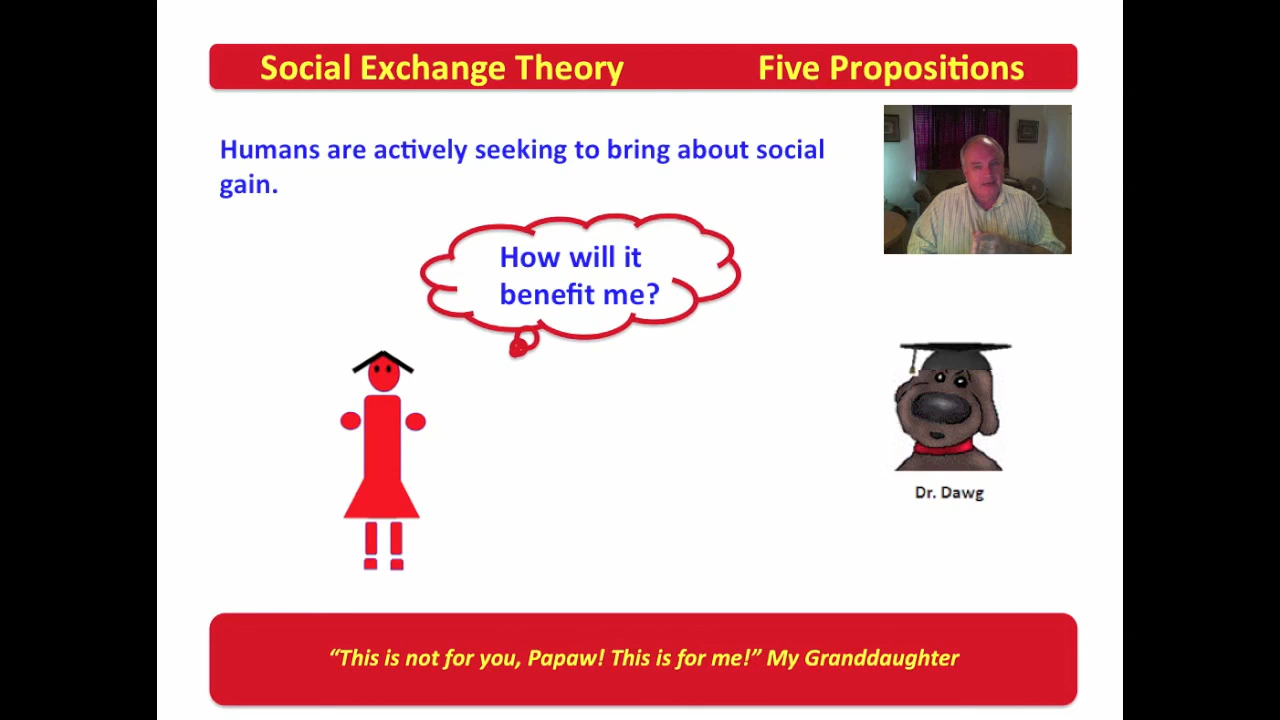 Social Exchange Theory Five Propositions
Humans are actively seeking to bring about social
gain.
How will it
benefit me?
Dr. Dawg
“This is not for you, Papaw! This is for me!” My Granddaughter